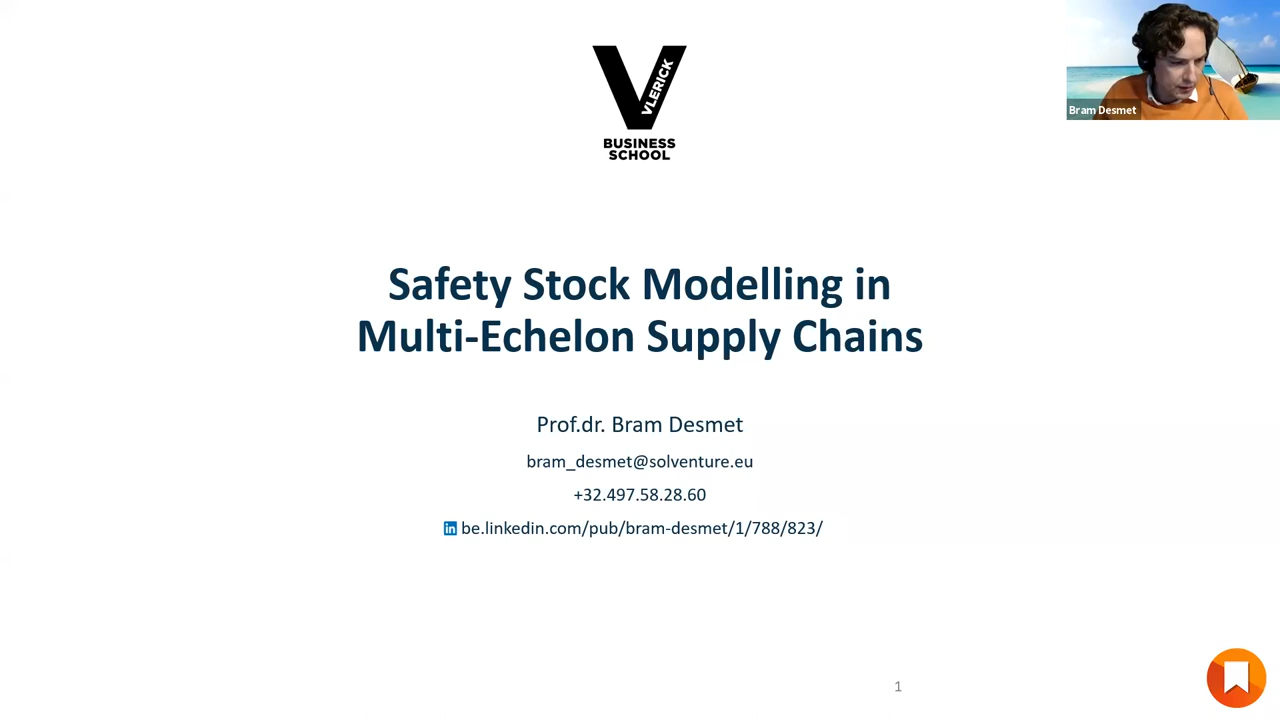 VLERICK
BUSINESS
SCHOOL
Bram Desmet
Safety Stock Modelling in
Multi-Echelon Supply Chains
Prof.dr. Bram Desmet
bram_desmet@solventure.eu
+32.497.58.28.60
in be.linkedin.com/pub/bram-desmet/1/788/823/
1